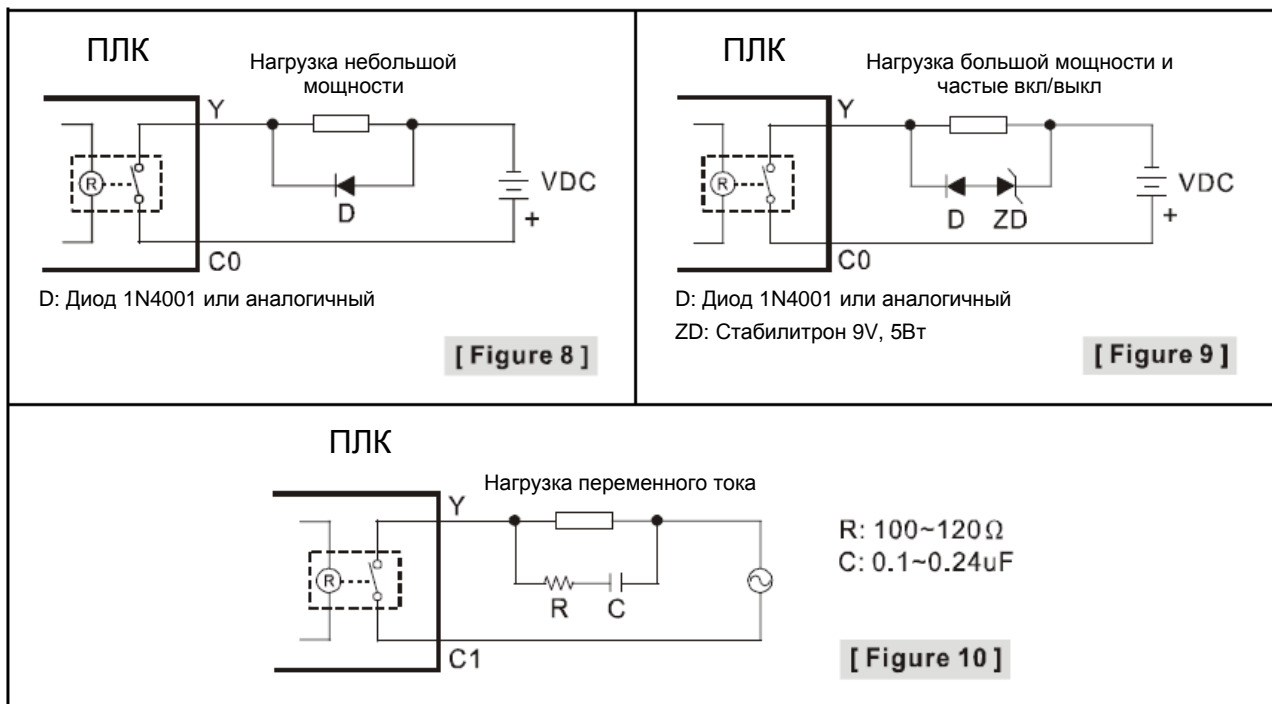 ПЛК
Нагрузка небольшой
мощности
Y
R
D
VDC
+
C0
D: Диод 1N4001 или аналогичный
[ Figure 8 ]
ПЛК
Нагрузка большой мощности и
частые вкл/выкл
Y
R
D ZD
VDC
+
C0
D: Диод 1N4001 или аналогичный
ZD: Стабилитрон 9V, 5Вт
[ Figure 9 ]
ПЛК
Нагрузка переменного тока
Y
R
R C
C1
R: 100~120Ω
C: 0.1~0.24uF
[ Figure 10 ]